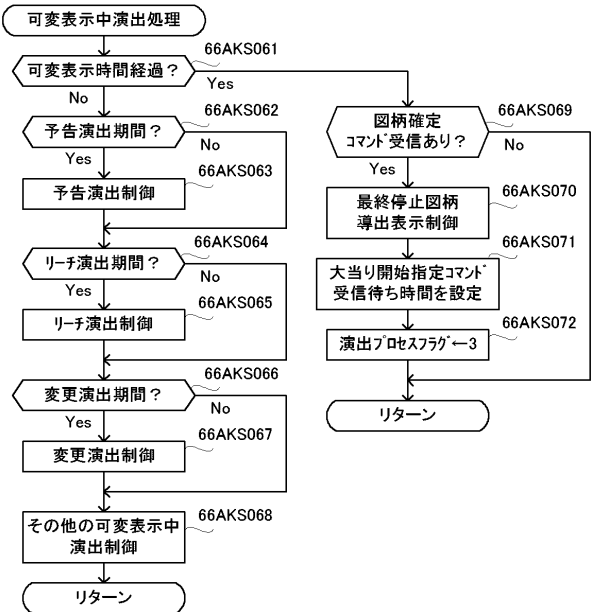 可変表示中演出処理
66AKS061
可変表示時間経過？
Yes
No
66AKS062
予告演出期間？
No
Yes
66AKS063
予告演出制御
66AKS064
リーチ演出期間？
No
Yes
66AKS065
リーチ演出制御
66AKS066
変更演出期間？
No
Yes
66AKS067
変更演出制御
66AKS068
その他の可変表示中
演出制御
リターン
66AKS069
図柄確定
コマンド受信あり？
No
Yes
66AKS070
最終停止図柄
導出表示制御
66AKS071
大当り開始指定コマンド
受信待ち時間を設定
66AKS072
演出プロセスフラグ←3
リターン